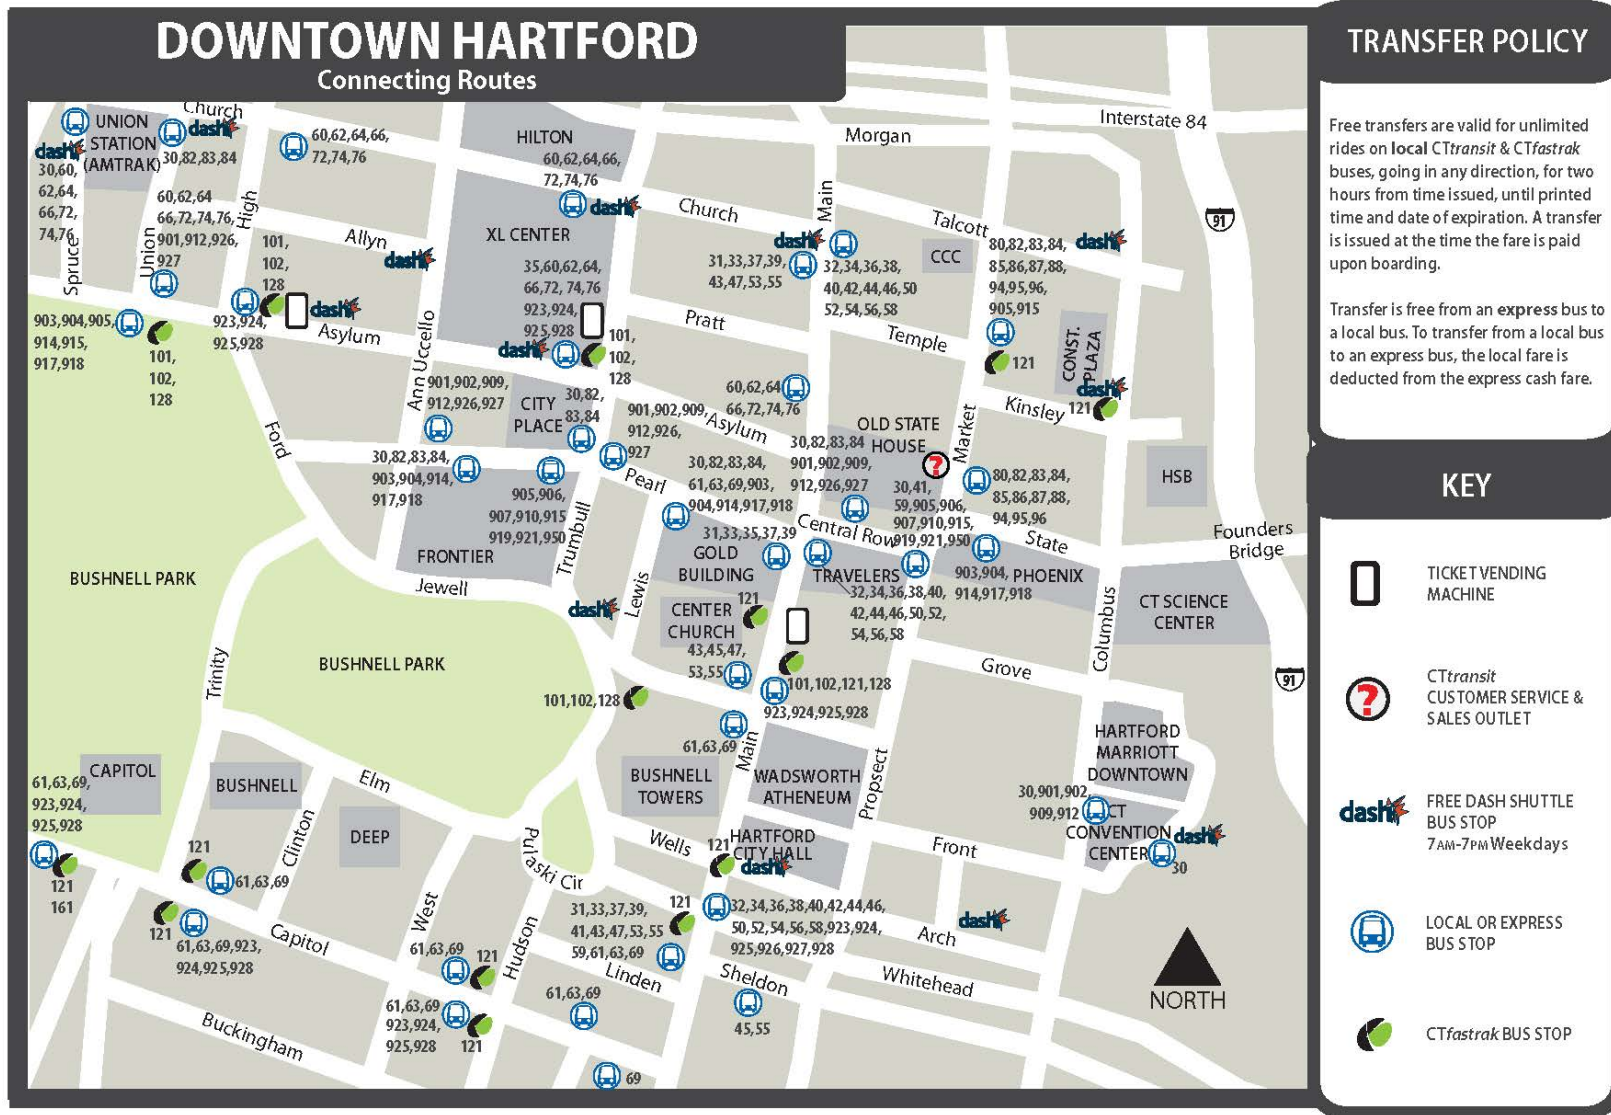 DOWNTOWN HARTFORD
Connecting Routes
Church
UNION
STATION
(AMTRAK)
dash
dash
30,60,
62,64,
66,72,
74,76
30,82,83,84
60,62,64,66,
72,74,76
HILTON
60,62,64,66,
72,74,76
dash
Morgan
Interstate 84
Spruce
Union
High
60,62,64
66,72,74,76,
901,912,926,
927
101,
102,
128
Allyn
dash
XL CENTER
35,60,62,64,
66,72, 74,76
923,924,
925,928
Church
Main
dash
31,33,37,39,
43,47,53,55
32,34,36,38,
40,42,44,46,50
52,54,56,58
Talcott
CCC
80,82,83,84,
85,86,87,88,
94,95,96,
905,915
dash
91
903,904,905,
914,915,
917,918
101,
102,
128
923,924,
925,928
dash
Asylum
Ann Uccello
dash
101,
102,
128
Pratt
Temple
121
CONST.
PLAZA
dash
Kinsley
121
901,902,909,
912,926,927
CITY
PLACE
30,82,
83,84
901,902,909,
912,926,
927
60,62,64
66,72,74,76
Asylum
OLD STATE
HOUSE
?
Market
Ford
30,82,83,84,
903,904,914,
917,918
905,906,
907,910,915
919,921,950
Pearl
30,82,83,84,
61,63,69,903,
904,914,917,918
30,82,83,84
901,902,909,
912,926,927
30,41,
59,905,906,
907,910,915,
919,921,950
80,82,83,84,
85,86,87,88,
94,95,96
HSB
FRONTIER
Trumbull
31,33,35,37,39
GOLD
BUILDING
Central Row
State
Founders
Bridge
TRAVELERS
903,904,
914,917,918
PHOENIX
32,34,36,38,40,
42,44,46,50,52,
54,56,58
BUSHNELL PARK
Jewell
dash
Lewis
CENTER
CHURCH
121
43,45,47,
53,55
Columbus
CT SCIENCE
CENTER
Trinity
BUSHNELL PARK
101,102,128
101,102,121,128
923,924,925,928
Grove
91
61,63,69
Main
Propsect
HARTFORD
MARRIOTT
DOWNTOWN
CAPITOL
61,63,69,
923,924,
925,928
BUSHNELL
Elm
BUSHNELL
TOWERS
WADSWORTH
ATHENEUM
30,901,902,
909,912
CT
CONVENTION
CENTER
dash
30
Clinton
DEEP
Pulaski Cir
Wells
121
HARTFORD
CITY HALL
dash
Front
121
161
121
61,63,69
121
61,63,69,923,
924,925,928
Capitol
West
Hudson
31,33,37,39,
41,43,47,53,55
59,61,63,69
121
32,34,36,38,40,42,44,46,
50,52,54,56,58,923,924,
925,926,927,928
Arch
dash
61,63,69
121
Linden
Sheldon
Whitehead
61,63,69
923,924,
925,928
121
61,63,69
45,55
Buckingham
69
NORTH
TRANSFER POLICY
Free transfers are valid for unlimited
rides on local CTtransit & CTfastrak
buses, going in any direction, for two
hours from time issued, until printed
time and date of expiration. A transfer
is issued at the time the fare is paid
upon boarding.
Transfer is free from an express bus to
a local bus. To transfer from a local bus
to an express bus, the local fare is
deducted from the express cash fare.
KEY
TICKET VENDING
MACHINE
?
CTtransit
CUSTOMER SERVICE &
SALES OUTLET
dash
FREE DASH SHUTTLE
BUS STOP
7AM-7PM Weekdays
LOCAL OR EXPRESS
BUS STOP
CTfastrak BUS STOP